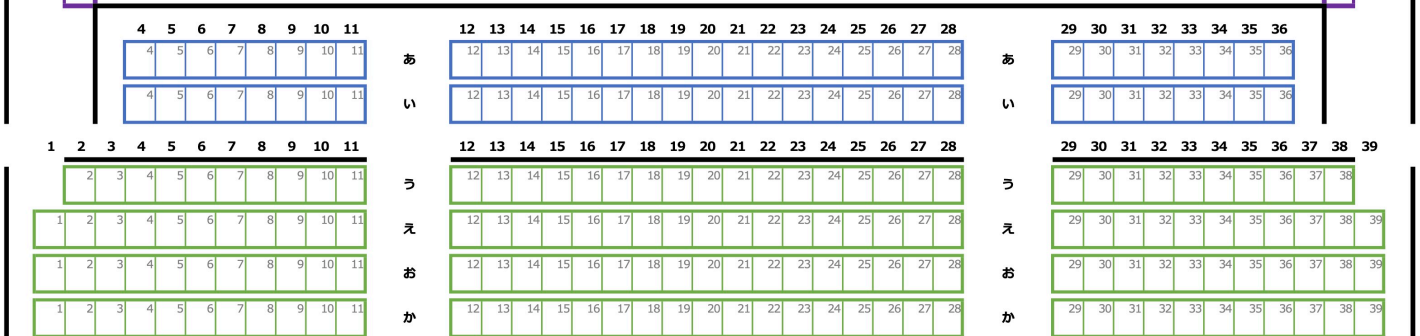 4 5 6 7 8 9 10 11 12 13 14 15 16 17 18 19 20 21 22 23 24 25 26 27 28 29 30 31 32 33 34 35 36
4 5 6 7 8 9 10 11 あ 12 13 14 15 16 17 18 19 20 21 22 23 24 25 26 27 28 あ 29 30 31 32 33 34 35 36
4 5 6 7 8 9 10 11 い 12 13 14 15 16 17 18 19 20 21 22 23 24 25 26 27 28 い 29 30 31 32 33 34 35 36
1 2 3 4 5 6 7 8 9 10 11 12 13 14 15 16 17 18 19 20 21 22 23 24 25 26 27 28 29 30 31 32 33 34 35 36 37 38 39
2 3 4 5 6 7 8 9 10 11 う 12 13 14 15 16 17 18 19 20 21 22 23 24 25 26 27 28 う 29 30 31 32 33 34 35 36 37 38
1 2 3 4 5 6 7 8 9 10 11 え 12 13 14 15 16 17 18 19 20 21 22 23 24 25 26 27 28 え 29 30 31 32 33 34 35 36 37 38 39
1 2 3 4 5 6 7 8 9 10 11 お 12 13 14 15 16 17 18 19 20 21 22 23 24 25 26 27 28 お 29 30 31 32 33 34 35 36 37 38 39
1 2 3 4 5 6 7 8 9 10 11 か 12 13 14 15 16 17 18 19 20 21 22 23 24 25 26 27 28 か 29 30 31 32 33 34 35 36 37 38 39